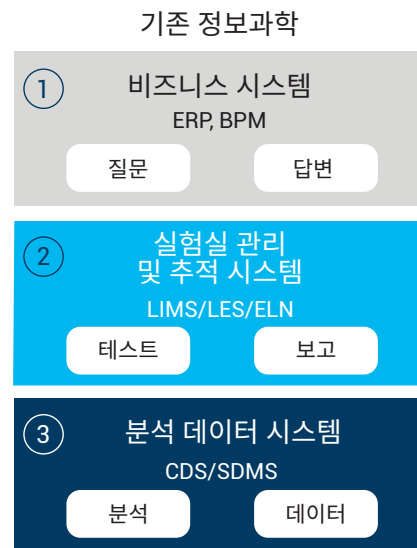 기존 정보과학
1
비즈니스 시스템
ERP, BPM
질문
답변
2
실험실 관리
및 추적 시스템
LIMS/LES/ELN
테스트
보고
3
분석 데이터 시스템
CDS/SDMS
분석
데이터